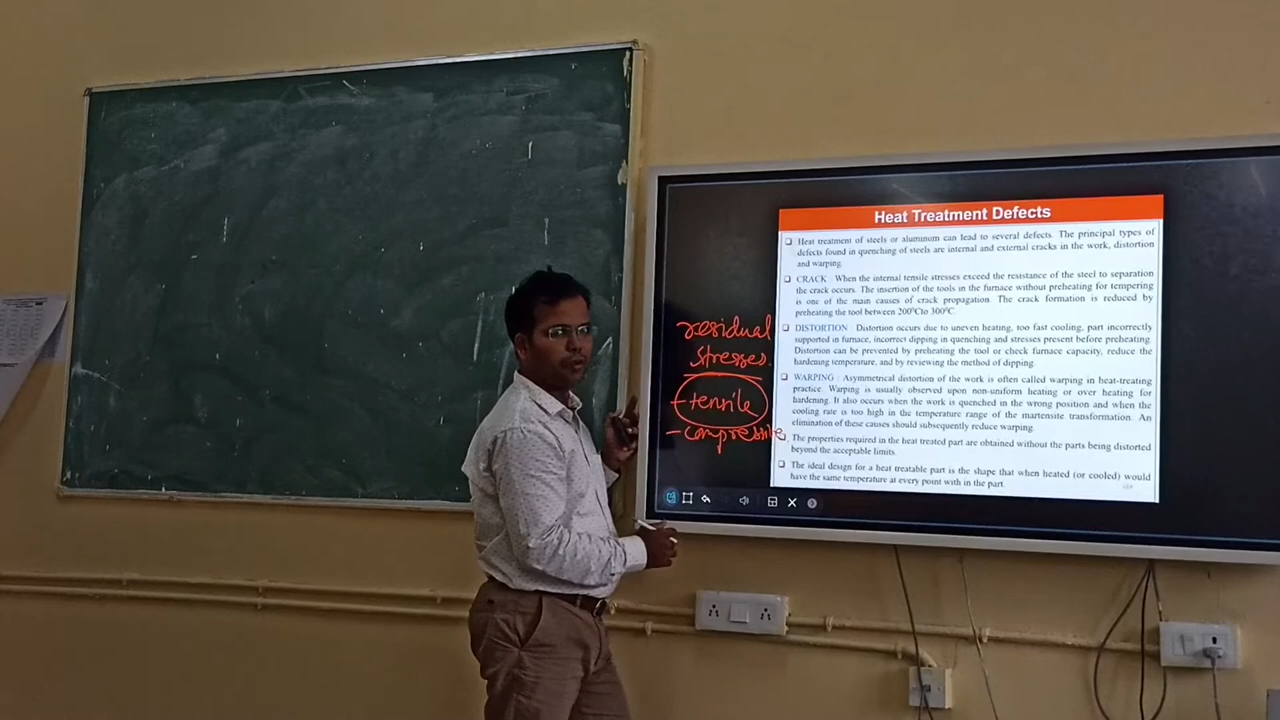 Heat Treatment Defects
❑ Heat treatment of steels or aluminum can lead to several defects. The principal types of
defects found in quenching of steels are internal and external cracks in the work, distortion
and warping.
❑ CRACK : When the internal tensile stresses exceed the resistance of the steel to separation
the crack occurs. The insertion of the tools in the furnace without preheating for tempering
is one of the main causes of crack propagation. The crack formation is reduced by
preheating the tool between 200⁰Cto 300⁰C.
❑ DISTORTION : Distortion occurs due to uneven heating, too fast cooling, part incorrectly
supported in furnace, incorrect dipping in quenching and stresses present before preheating.
Distortion can be prevented by preheating the tool or check furnace capacity, reduce the
hardening temperature, and by reviewing the method of dipping.
❑ WARPING : Asymmetrical distortion of the work is often called warping in heat-treating
practice. Warping is usually observed upon non-uniform heating or over heating for
hardening. It also occurs when the work is quenched in the wrong position and when the
cooling rate is too high in the temperature range of the martensite transformation. An
elimination of these causes should subsequently reduce warping.
❑ The properties required in the heat treated part are obtained without the parts being distorted
beyond the acceptable limits.
❑ The ideal design for a heat treatable part is the shape that when heated (or cooled) would
have the same temperature at every point with in the part.
residual
stresses.
- tensile
- compressive